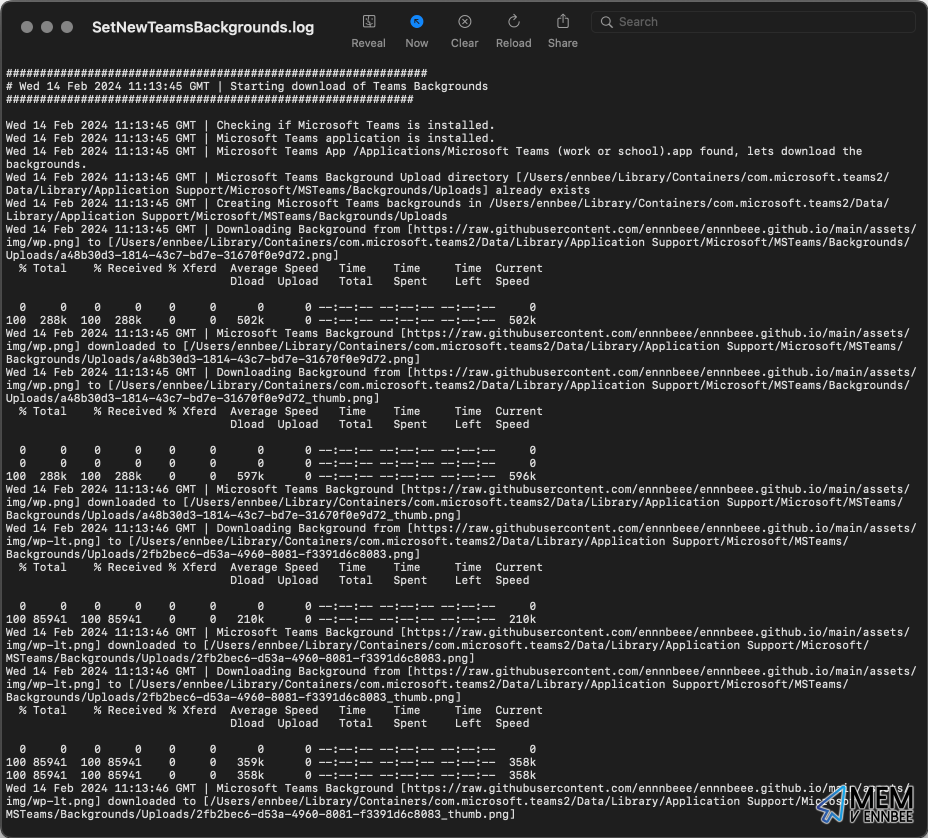 SetNewTeamsBackgrounds.log
Reveal
Now
Clear
Reload
Share
Search
##############################################################
# Wed 14 Feb 2024 11:13:45 GMT | Starting download of Teams Backgrounds
############################################################
Wed 14 Feb 2024 11:13:45 GMT | Checking if Microsoft Teams is installed.
Wed 14 Feb 2024 11:13:45 GMT | Microsoft Teams application is installed.
Wed 14 Feb 2024 11:13:45 GMT | Microsoft Teams App /Applications/Microsoft Teams (work or school).app found, lets download the
backgrounds.
Wed 14 Feb 2024 11:13:45 GMT | Microsoft Teams Background Upload directory [/Users/ennbee/Library/Containers/com.microsoft.teams2/
Data/Library/Application Support/Microsoft/MSTeams/Backgrounds/Uploads] already exists
Wed 14 Feb 2024 11:13:45 GMT | Creating Microsoft Teams backgrounds in /Users/ennbee/Library/Containers/com.microsoft.teams2/Data/
Library/Application Support/Microsoft/MSTeams/Backgrounds/Uploads
Wed 14 Feb 2024 11:13:45 GMT | Downloading Background from [https://raw.githubusercontent.com/ennnbeee/ennnbeee.github.io/main/assets/
img/wp.png] to [/Users/ennbee/Library/Containers/com.microsoft.teams2/Data/Library/Application Support/Microsoft/MSTeams/Backgrounds/
Uploads/a48b30d3-1814-43c7-bd7e-31670f0e9d72.png]
% Total % Received % Xferd Average Speed Time Time Time Current
Dload Upload Total Spent Left Speed
0 0 0 0 0 0 0 0 --:--:-- --:--:-- --:--:-- 0
100 288k 100 288k 0 0 502k 0 --:--:-- --:--:-- --:--:-- 502k
Wed 14 Feb 2024 11:13:45 GMT | Microsoft Teams Background [https://raw.githubusercontent.com/ennnbeee/ennnbeee.github.io/main/assets/
img/wp.png] downloaded to [/Users/ennbee/Library/Containers/com.microsoft.teams2/Data/Library/Application Support/Microsoft/MSTeams/
Backgrounds/Uploads/a48b30d3-1814-43c7-bd7e-31670f0e9d72.png]
Wed 14 Feb 2024 11:13:45 GMT | Downloading Background from [https://raw.githubusercontent.com/ennnbeee/ennnbeee.github.io/main/assets/
img/wp.png] to [/Users/ennbee/Library/Containers/com.microsoft.teams2/Data/Library/Application Support/Microsoft/MSTeams/Backgrounds/
Uploads/a48b30d3-1814-43c7-bd7e-31670f0e9d72_thumb.png]
% Total % Received % Xferd Average Speed Time Time Time Current
Dload Upload Total Spent Left Speed
0 0 0 0 0 0 0 0 --:--:-- --:--:-- --:--:-- 0
0 0 0 0 0 0 0 0 --:--:-- --:--:-- --:--:-- 0
100 288k 100 288k 0 0 597k 0 --:--:-- --:--:-- --:--:-- 596k
Wed 14 Feb 2024 11:13:46 GMT | Microsoft Teams Background [https://raw.githubusercontent.com/ennnbeee/ennnbeee.github.io/main/assets/
img/wp.png] downloaded to [/Users/ennbee/Library/Containers/com.microsoft.teams2/Data/Library/Application Support/Microsoft/MSTeams/
Backgrounds/Uploads/a48b30d3-1814-43c7-bd7e-31670f0e9d72_thumb.png]
Wed 14 Feb 2024 11:13:46 GMT | Downloading Background from [https://raw.githubusercontent.com/ennnbeee/ennnbeee.github.io/main/assets/
img/wp-lt.png] to [/Users/ennbee/Library/Containers/com.microsoft.teams2/Data/Library/Application Support/Microsoft/MSTeams/
Backgrounds/Uploads/2fb2bec6-d53a-4960-8081-f3391d6c8083.png]
% Total % Received % Xferd Average Speed Time Time Time Current
Dload Upload Total Spent Left Speed
0 0 0 0 0 0 0 0 --:--:-- --:--:-- --:--:-- 0
100 85941 100 85941 0 0 210k 0 --:--:-- --:--:-- --:--:-- 210k
Wed 14 Feb 2024 11:13:46 GMT | Microsoft Teams Background [https://raw.githubusercontent.com/ennnbeee/ennnbeee.github.io/main/assets/
img/wp-lt.png] downloaded to [/Users/ennbee/Library/Containers/com.microsoft.teams2/Data/Library/Application Support/Microsoft/
MSTeams/Backgrounds/Uploads/2fb2bec6-d53a-4960-8081-f3391d6c8083.png]
Wed 14 Feb 2024 11:13:46 GMT | Downloading Background from [https://raw.githubusercontent.com/ennnbeee/ennnbeee.github.io/main/assets/
img/wp-lt.png] to [/Users/ennbee/Library/Containers/com.microsoft.teams2/Data/Library/Application Support/Microsoft/MSTeams/
Backgrounds/Uploads/2fb2bec6-d53a-4960-8081-f3391d6c8083_thumb.png]
% Total % Received % Xferd Average Speed Time Time Time Current
Dload Upload Total Spent Left Speed
0 0 0 0 0 0 0 0 --:--:-- --:--:-- --:--:-- 0
100 85941 100 85941 0 0 359k 0 --:--:-- --:--:-- --:--:-- 358k
100 85941 100 85941 0 0 358k 0 --:--:-- --:--:-- --:--:-- 358k
Wed 14 Feb 2024 11:13:46 GMT | Microsoft Teams Background [https://raw.githubusercontent.com/ennnbeee/ennnbeee.github.io/main/assets/
img/wp-lt.png] downloaded to [/Users/ennbee/Library/Containers/com.microsoft.teams2/Data/Library/Application Support/Microsoft/
MSTeams/Backgrounds/Uploads/2fb2bec6-d53a-4960-8081-f3391d6c8083_thumb.png]
MEM
V ENNBEE